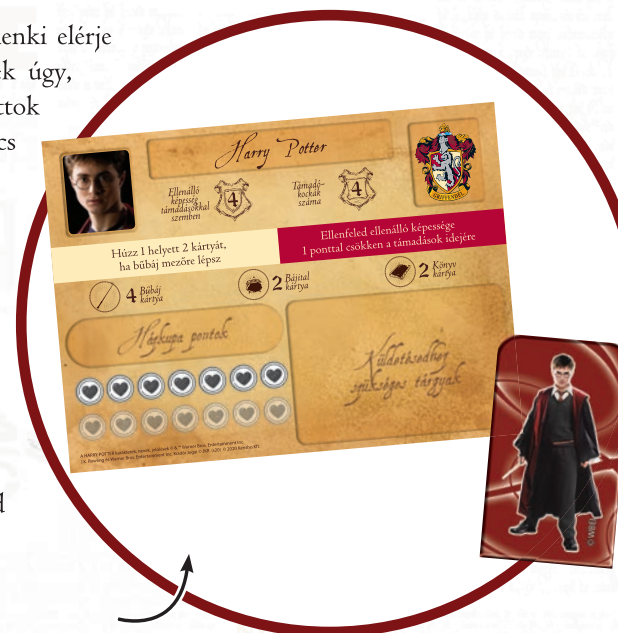 enki elérje
k úgy,
ttok
cs
d
Harry Potter
Ellenálló
képesség
támadásokkal
szemben
4
Támadó-
kockák
száma
4
GRIFFENDÉL
Húzz 1 helyett 2 kártyát,
ha bűbáj mezőre lépsz
Ellenfeled ellenálló képessége
1 ponttal csökken a támadások idejére
4 Bűbáj
kártya
2 Bájital
kártya
2 Könyv
kártya
Házkupa pontok
Küldetésedhez
szükséges tárgyak